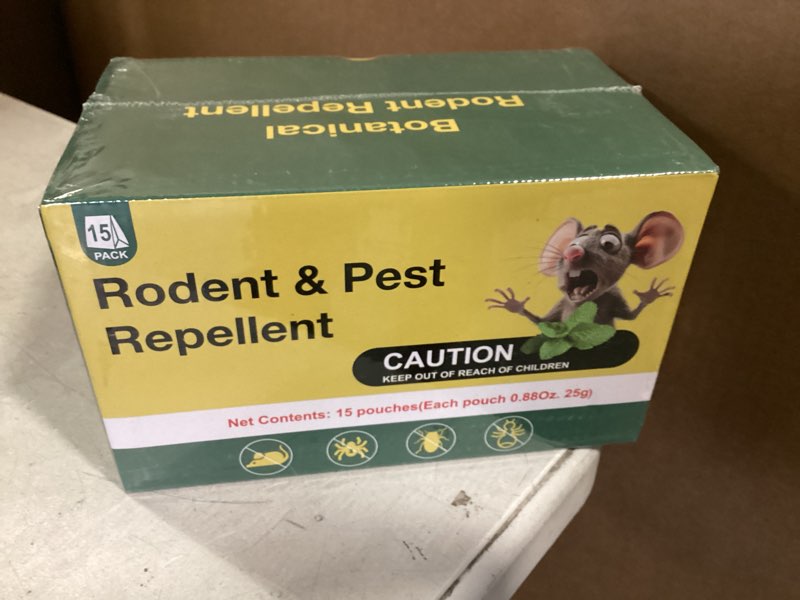 Botanical
Rodent Repellent
15
PACK
Rodent & Pest
Repellent
CAUTION
KEEP OUT OF REACH OF CHILDREN
Net Contents: 15 pouches(Each pouch 0.88Oz. 25g)